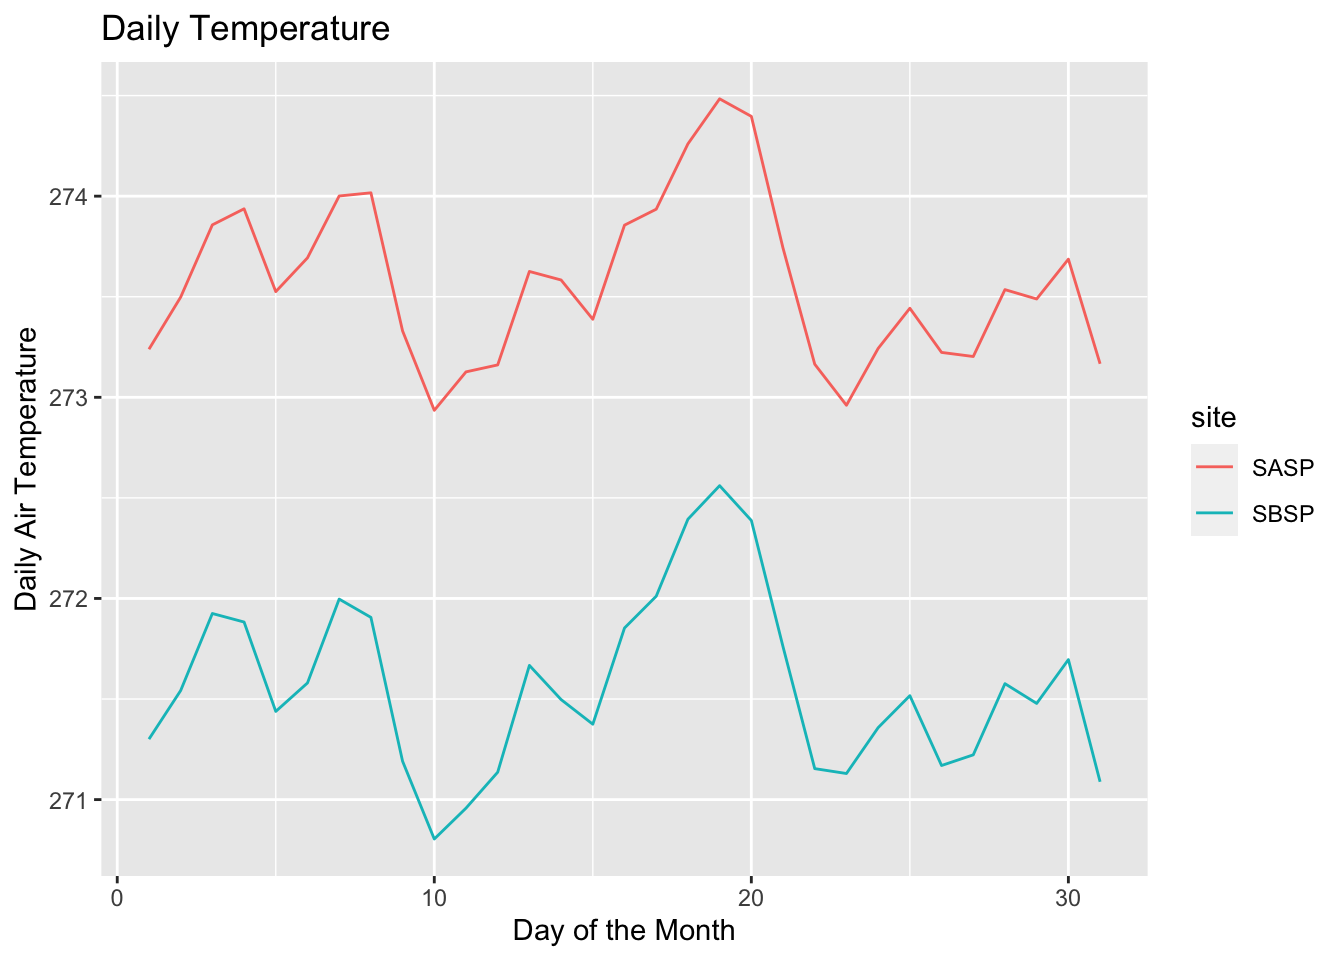 Daily Temperature
Daily Air Temperature
274
273
272
271
0 10 20 30
Day of the Month
site
SASP
SBSP